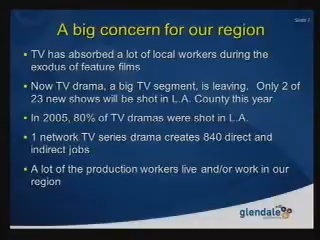 Slide 7
A big concern for our region
• TV has absorbed a lot of local workers during the
exodus of feature films
• Now TV drama, a big TV segment, is leaving. Only 2 of
23 new shows will be shot in L.A. County this year
• In 2005, 80% of TV dramas were shot in L.A.
• 1 network TV series drama creates 840 direct and
indirect jobs
• A lot of the production workers live and/or work in our
region
glendale